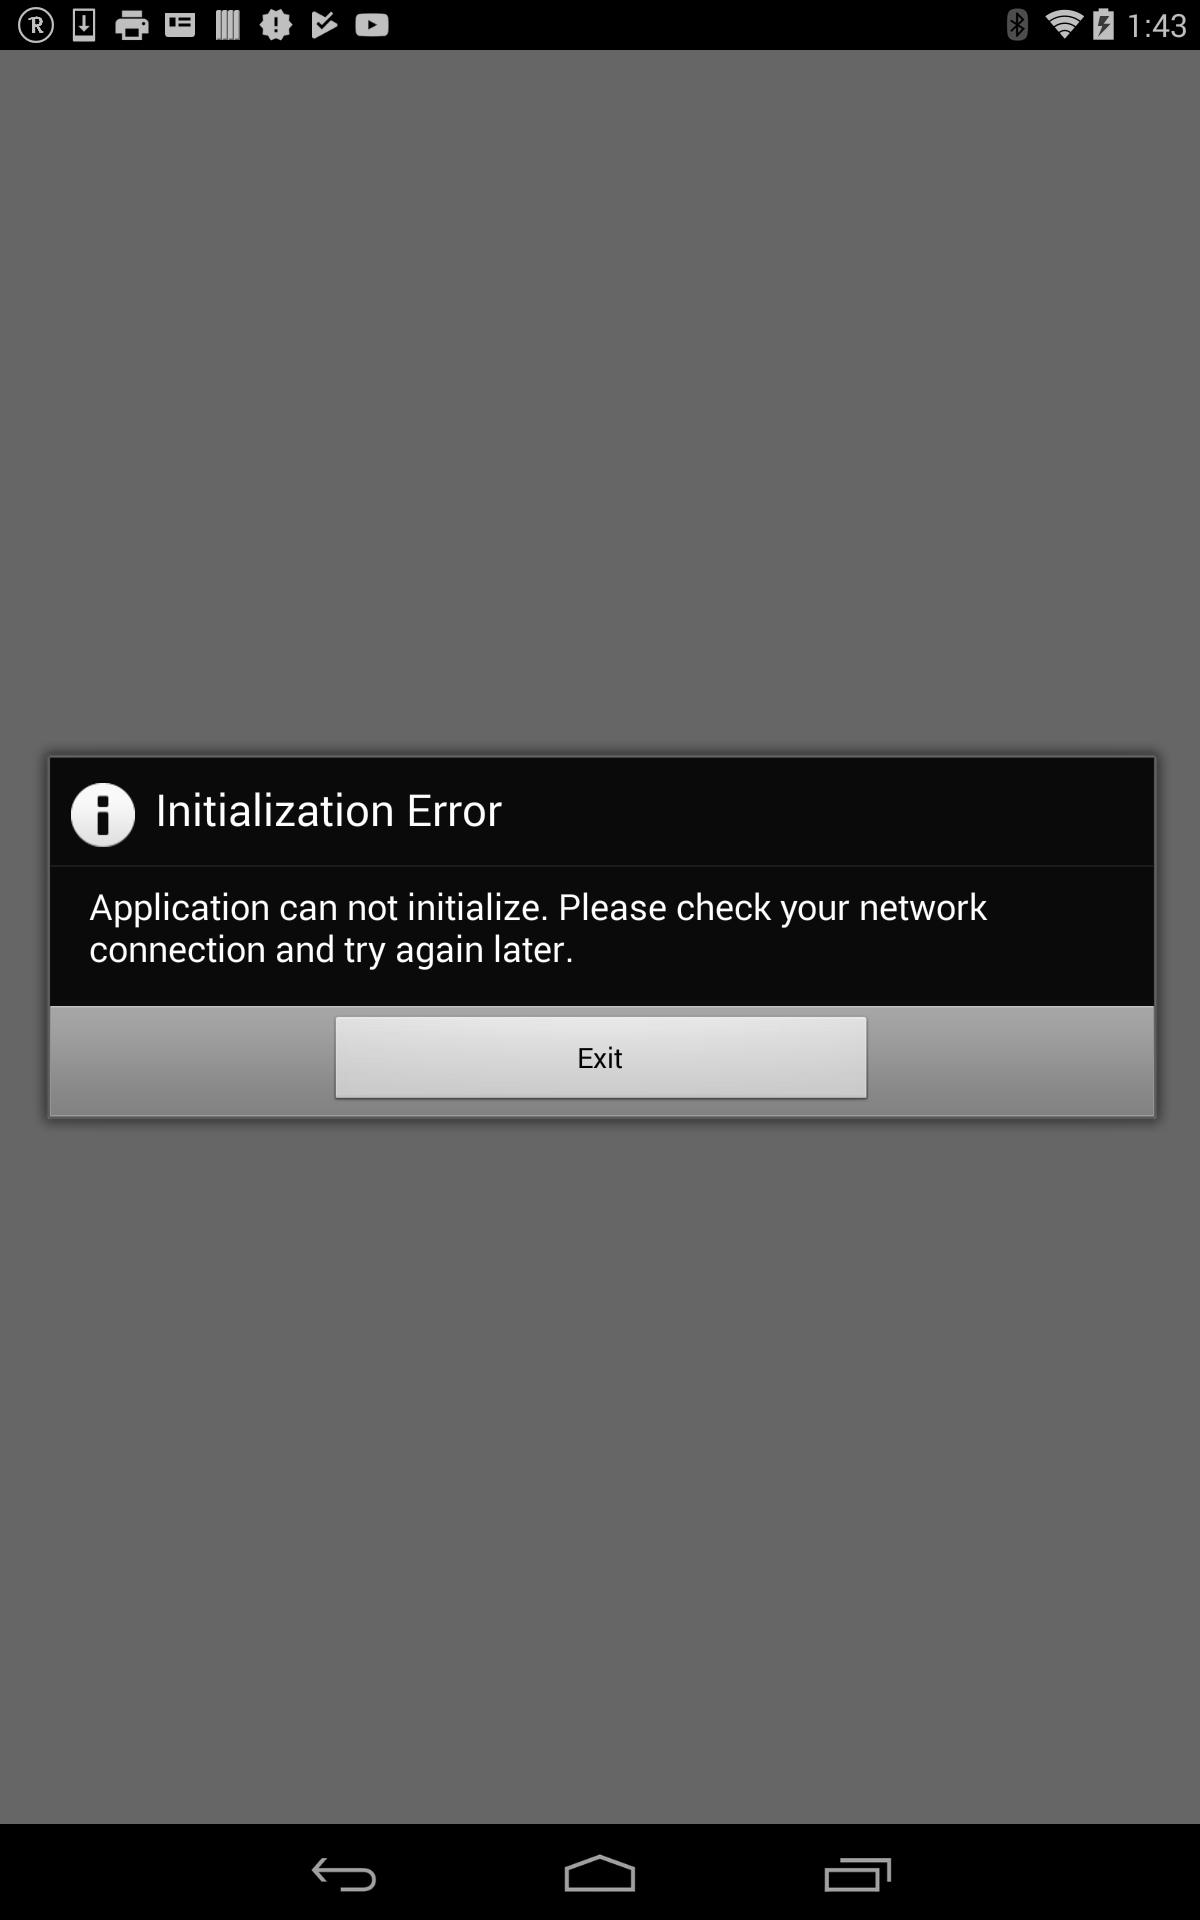 1:43
Initialization Error
Application can not initialize. Please check your network
connection and try again later.
Exit